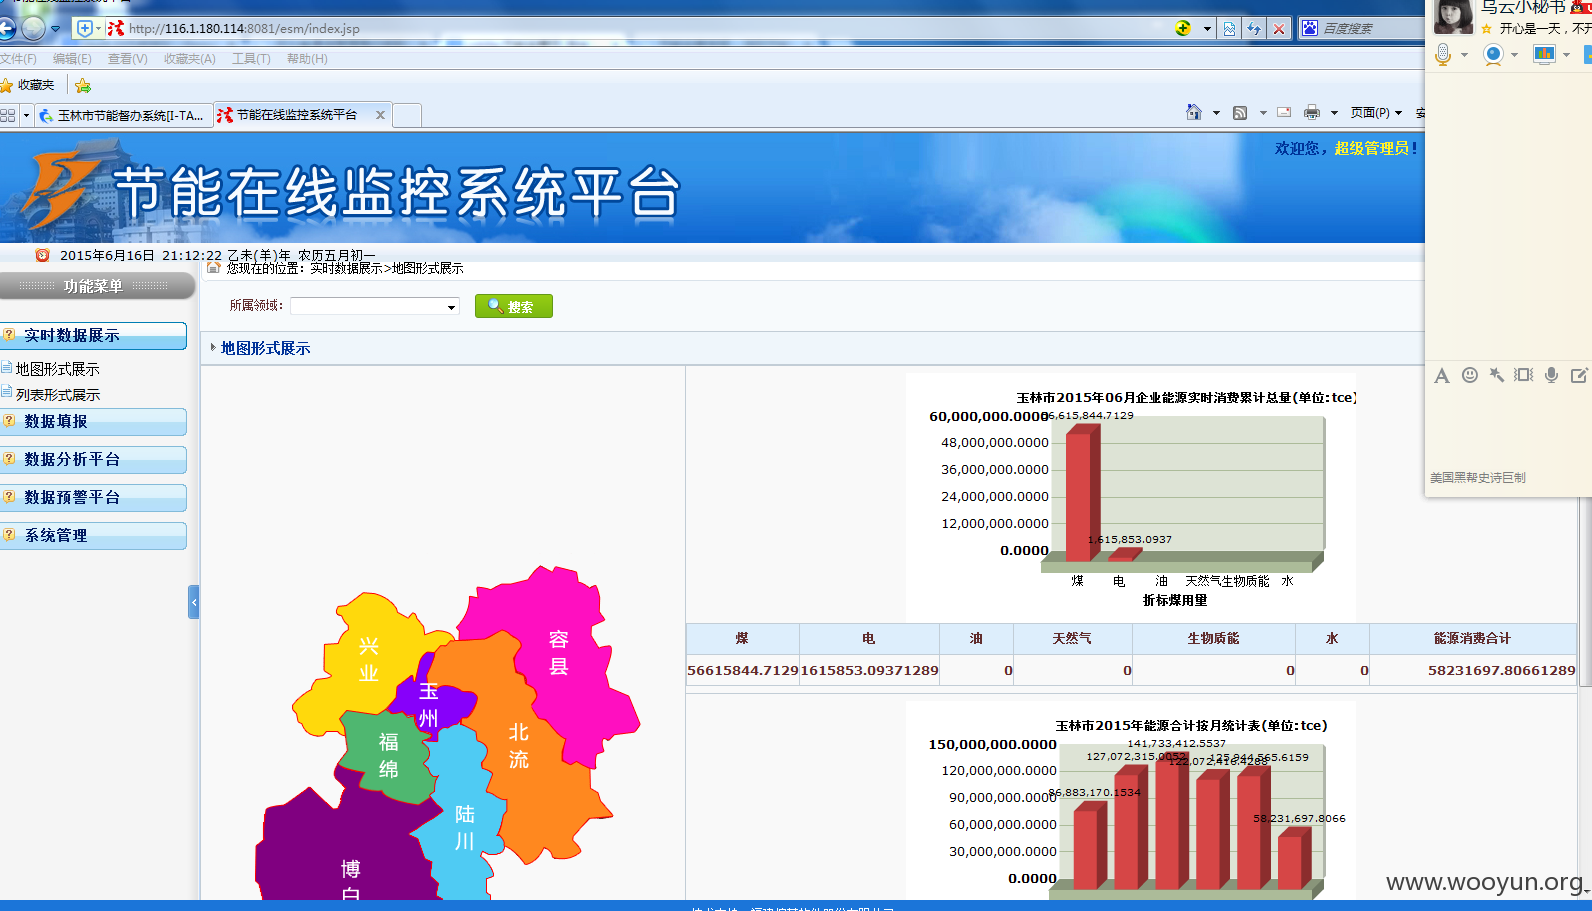 http://116.1.180.114:8081/esm/index.jsp
百度搜索
文件(F) 编辑(E) 查看(V) 收藏夹(A) 工具(T) 帮助(H)
收藏夹
玉林市节能督办系统[I-TA...
节能在线监控系统平台
页面(P)
安
节能在线监控系统平台
欢迎您，超级管理员！
2015年6月16日 21:12:22 乙未(羊)年 农历五月初一
您现在的位置：实时数据展示>地图形式展示
功能菜单
实时数据展示
地图形式展示
列表形式展示
数据填报
数据分析平台
数据预警平台
系统管理
所属领域：
搜索
地图形式展示
兴业
容县
玉州
北流
福绵
陆川
博白
玉林市2015年06月企业能源实时消费累计总量(单位:tce)
60,000,000.0000
48,000,000.0000
36,000,000.0000
24,000,000.0000
12,000,000.0000
0.0000
56,615,844.7129
1,615,853.0937
煤 电 油 天然气 生物质能 水
折标煤用量
煤 电 油 天然气 生物质能 水 能源消费合计
56615844.7129 1615853.09371289 0 0 0 0 58231697.80661289
玉林市2015年能源合计按月统计表(单位:tce)
150,000,000.0000
120,000,000.0000
90,000,000.0000
60,000,000.0000
30,000,000.0000
0.0000
86,883,170.1534
127,072,315.0052
141,733,412.5537
122,072,416.4288
58,231,697.8066
乌云小秘书
开心是一天，不开
美国黑帮史诗巨制
www.wooyun.org